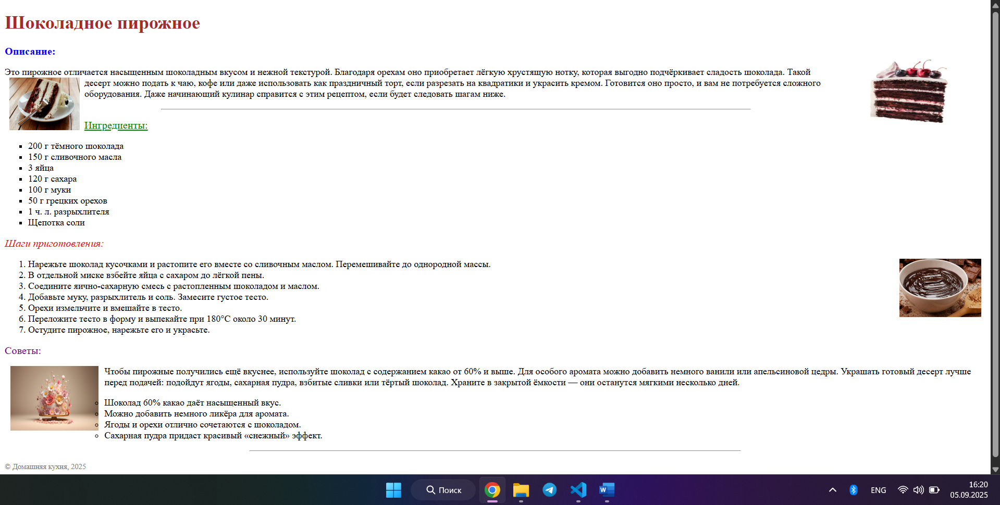 Шоколадное пирожное
Описание:
Это пирожное отличается насыщенным шоколадным вкусом и нежной текстурой. Благодаря орехам оно приобретает лёгкую хрустящую нотку, которая выгодно подчёркивает сладость шоколада. Такой
десерт можно подать к чаю, кофе или даже использовать как праздничный торт, если разрезать на квадратики и украсить кремом. Готовится оно просто, и вам не потребуется сложного
оборудования. Даже начинающий кулинар справится с этим рецептом, если будет следовать шагам ниже.
Ингредиенты:
200 г тёмного шоколада
150 г сливочного масла
3 яйца
120 г сахара
100 г муки
50 г грецких орехов
1 ч. л. разрыхлителя
Щепотка соли
Шаги приготовления:
1. Нарежьте шоколад кусочками и растопите его вместе со сливочным маслом. Перемешивайте до однородной массы.
2. В отдельной миске взбейте яйца с сахаром до лёгкой пены.
3. Соедините яично-сахарную смесь с растопленным шоколадом и маслом.
4. Добавьте муку, разрыхлитель и соль. Замесите густое тесто.
5. Орехи измельчите и вмешайте в тесто.
6. Переложите тесто в форму и выпекайте при 180°C около 30 минут.
7. Остудите пирожное, нарежьте его и украсьте.
Советы:
Чтобы пирожные получились ещё вкуснее, используйте шоколад с содержанием какао от 60% и выше. Для особого аромата можно добавить немного ванили или апельсиновой цедры. Украшать готовый десерт лучше
перед подачей: подойдут ягоды, сахарная пудра, взбитые сливки или тёртый шоколад. Храните в закрытой ёмкости — они останутся мягкими несколько дней.
Шоколад 60% какао даёт насыщенный вкус.
Можно добавить немного ликёра для аромата.
Ягоды и орехи отлично сочетаются с шоколадом.
Сахарная пудра придаст красивый «снежный» эффект.
© Домашняя кухня, 2025
Поиск
W
ENG
16:20
05.09.2025